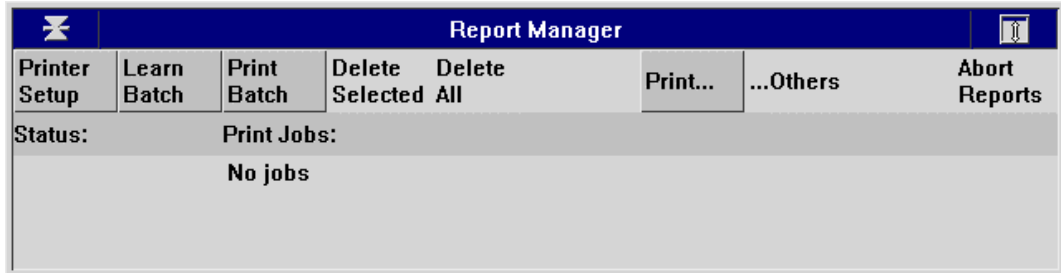 Report Manager
Printer Learn Print Delete Delete Print... ...Others Abort
Setup Batch Batch Selected All Reports
Status: Print Jobs:
No jobs